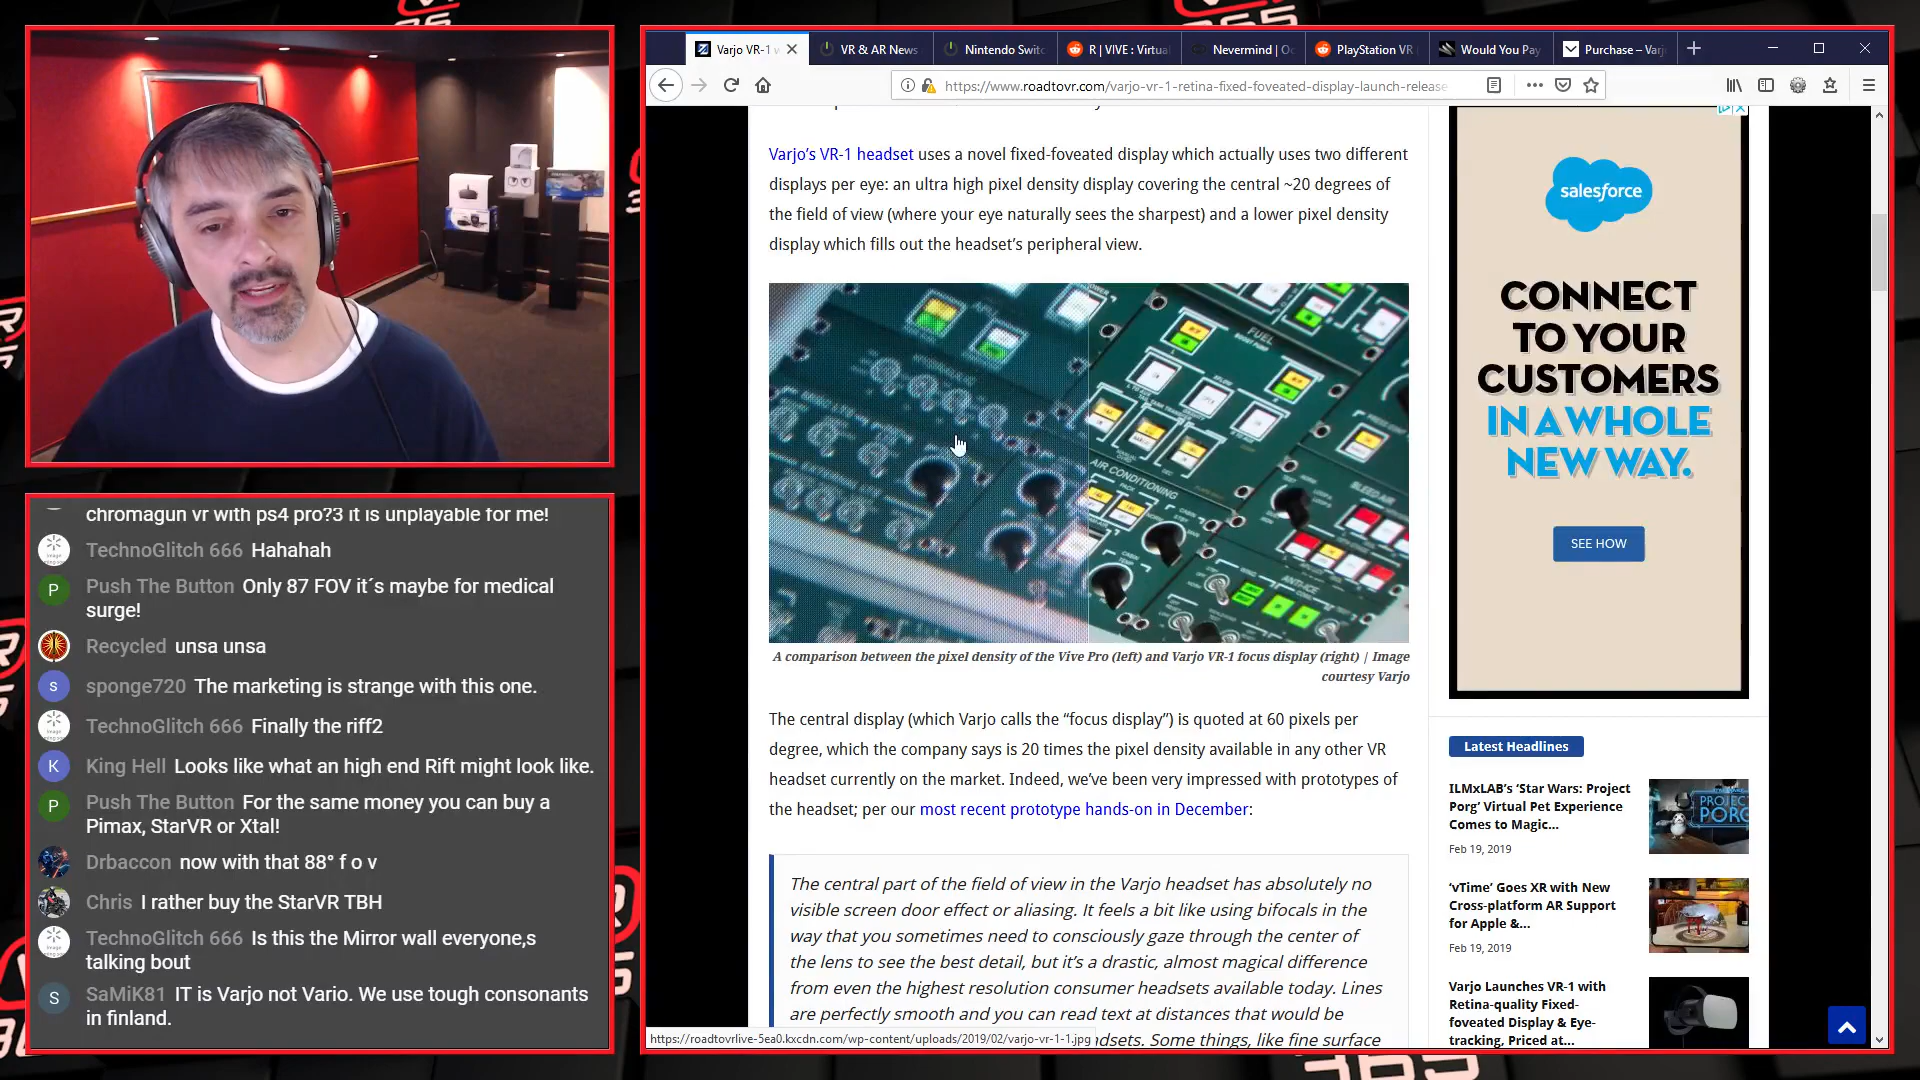 Varjo VR-1 w
VR & AR News
Nintendo Switc
R | VIVE : Virtua
Nevermind | Oc
PlayStation VR
Would You Pay
Purchase – Varj
https://www.roadtovr.com/varjo-vr-1-retina-fixed-foveated-display-launch-release
Varjo's VR-1 headset uses a novel fixed-foveated display which actually uses two different
displays per eye: an ultra high pixel density display covering the central ~20 degrees of
the field of view (where your eye naturally sees the sharpest) and a lower pixel density
display which fills out the headset's peripheral view.
FUEL
AIR CONDITIONING
BLEED AIR
ANTI-ICE
A comparison between the pixel density of the Vive Pro (left) and Varjo VR-1 focus display (right) | Image
courtesy Varjo
The central display (which Varjo calls the “focus display”) is quoted at 60 pixels per
degree, which the company says is 20 times the pixel density available in any other VR
headset currently on the market. Indeed, we've been very impressed with prototypes of
the headset; per our most recent prototype hands-on in December:
The central part of the field of view in the Varjo headset has absolutely no
visible screen door effect or aliasing. It feels a bit like using bifocals in the
way that you sometimes need to consciously gaze through the center of
the lens to see the best detail, but it's a drastic, almost magical difference
from even the highest resolution consumer headsets available today. Lines
are perfectly smooth and you can read text at distances that would be
dsets. Some things, like fine surface
https://roadtovrlive-5ea0.kxcdn.com/wp-content/uploads/2019/02/varjo-vr-1-1.jpg
salesforce
CONNECT
TO YOUR
CUSTOMERS
IN A WHOLE
NEW WAY.
SEE HOW
Latest Headlines
ILMxLAB's ‘Star Wars: Project
Porg’ Virtual Pet Experience
Comes to Magic...
Feb 19, 2019
PROJECT
PORG
‘vTime’ Goes XR with New
Cross-platform AR Support
for Apple &...
Feb 19, 2019
Varjo Launches VR-1 with
Retina-quality Fixed-
foveated Display & Eye-
tracking, Priced at...
chromagun vr with ps4 pro?3 it is unplayable for me!
TechnoGlitch 666 Hahahah
P Push The Button Only 87 FOV it´s maybe for medical
surge!
Recycled unsa unsa
s sponge720 The marketing is strange with this one.
TechnoGlitch 666 Finally the riff2
K King Hell Looks like what an high end Rift might look like.
P Push The Button For the same money you can buy a
Pimax, StarVR or Xtal!
Drbaccon now with that 88° f o v
Chris I rather buy the StarVR TBH
TechnoGlitch 666 Is this the Mirror wall everyone,s
talking bout
S SaMiK81 IT is Varjo not Vario. We use tough consonants
in finland.